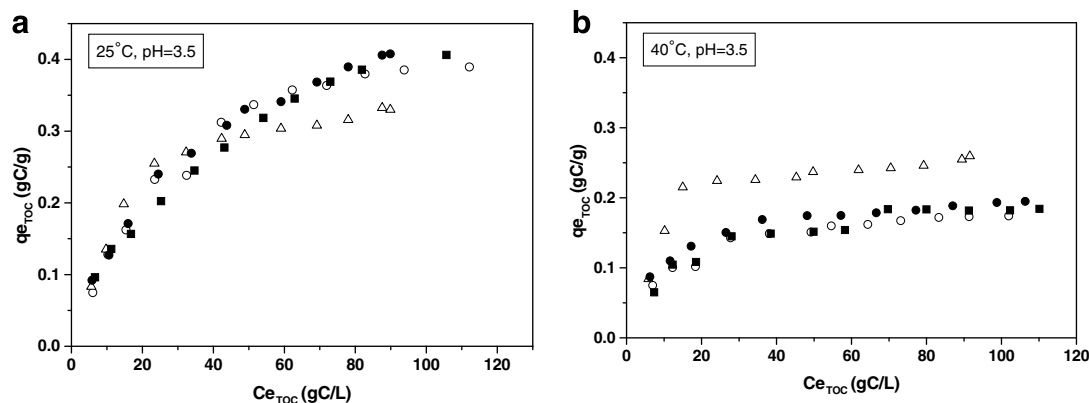 a
25°C, pH=3.5
0.4
0.3
0.2
0.1
0.0
qe_TOC (gC/g)
0 20 40 60 80 100 120
Ce_TOC (gC/L)
b
40°C, pH=3.5
0.4
0.3
0.2
0.1
0.0
qe_TOC (gC/g)
0 20 40 60 80 100 120
Ce_TOC (gC/L)